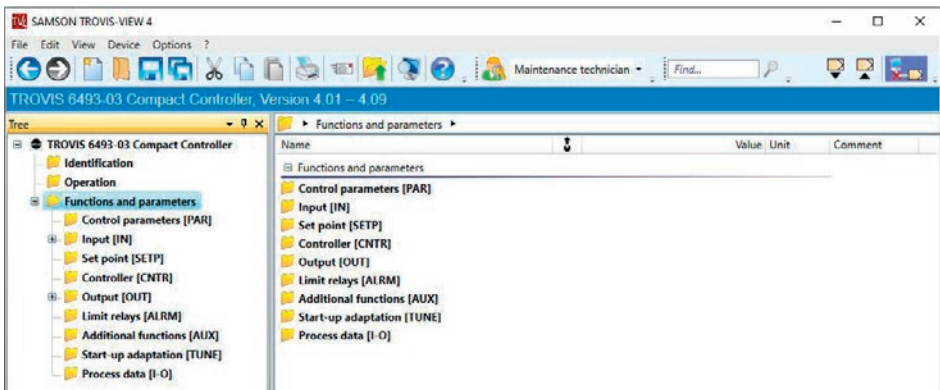 SAMSON TROVIS-VIEW 4
File Edit View Device Options ?
Maintenance technician
Find...
TROVIS 6493-03 Compact Controller, Version 4.01 – 4.09
Tree
Functions and parameters
TROVIS 6493-03 Compact Controller
Identification
Operation
Functions and parameters
Control parameters [PAR]
Input [IN]
Set point [SETP]
Controller [CNTR]
Output [OUT]
Limit relays [ALRM]
Additional functions [AUX]
Start-up adaptation [TUNE]
Process data [I-O]
Name Value Unit Comment
Functions and parameters
Control parameters [PAR]
Input [IN]
Set point [SETP]
Controller [CNTR]
Output [OUT]
Limit relays [ALRM]
Additional functions [AUX]
Start-up adaptation [TUNE]
Process data [I-O]